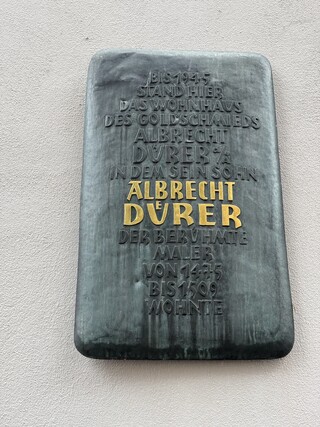 BIS 1945
STAND HIER
DAS WOHNHAUS
DES GOLDSCHMIEDS
ALBRECHT
DÜRER D.Ä
IN DEM SEIN SOHN
ALBRECHT
DÜRER
DER BERÜHMTE
MALER
VON 1475
BIS 1509
WOHNTE